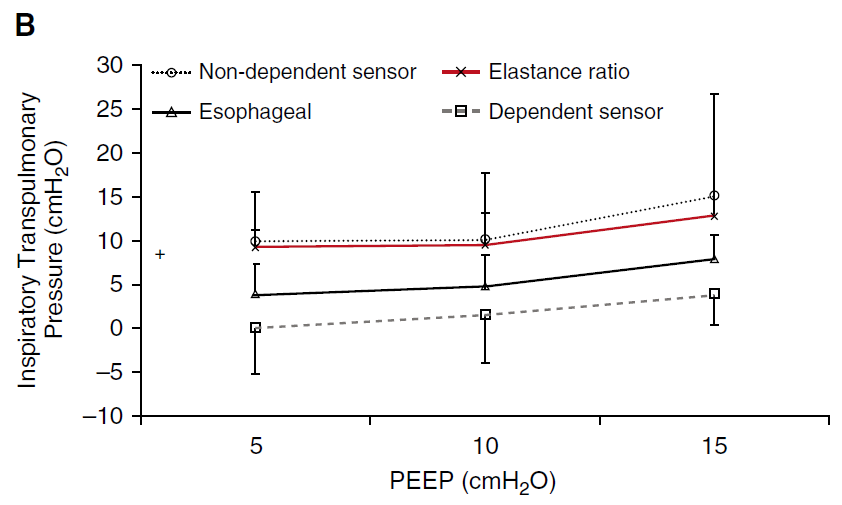 B
Inspiratory Transpulmonary
Pressure (cmH₂O)
30
25
20
15
10
5
0
−5
−10
Non-dependent sensor
Elastance ratio
Esophageal
Dependent sensor
+
5
10
15
PEEP (cmH₂O)